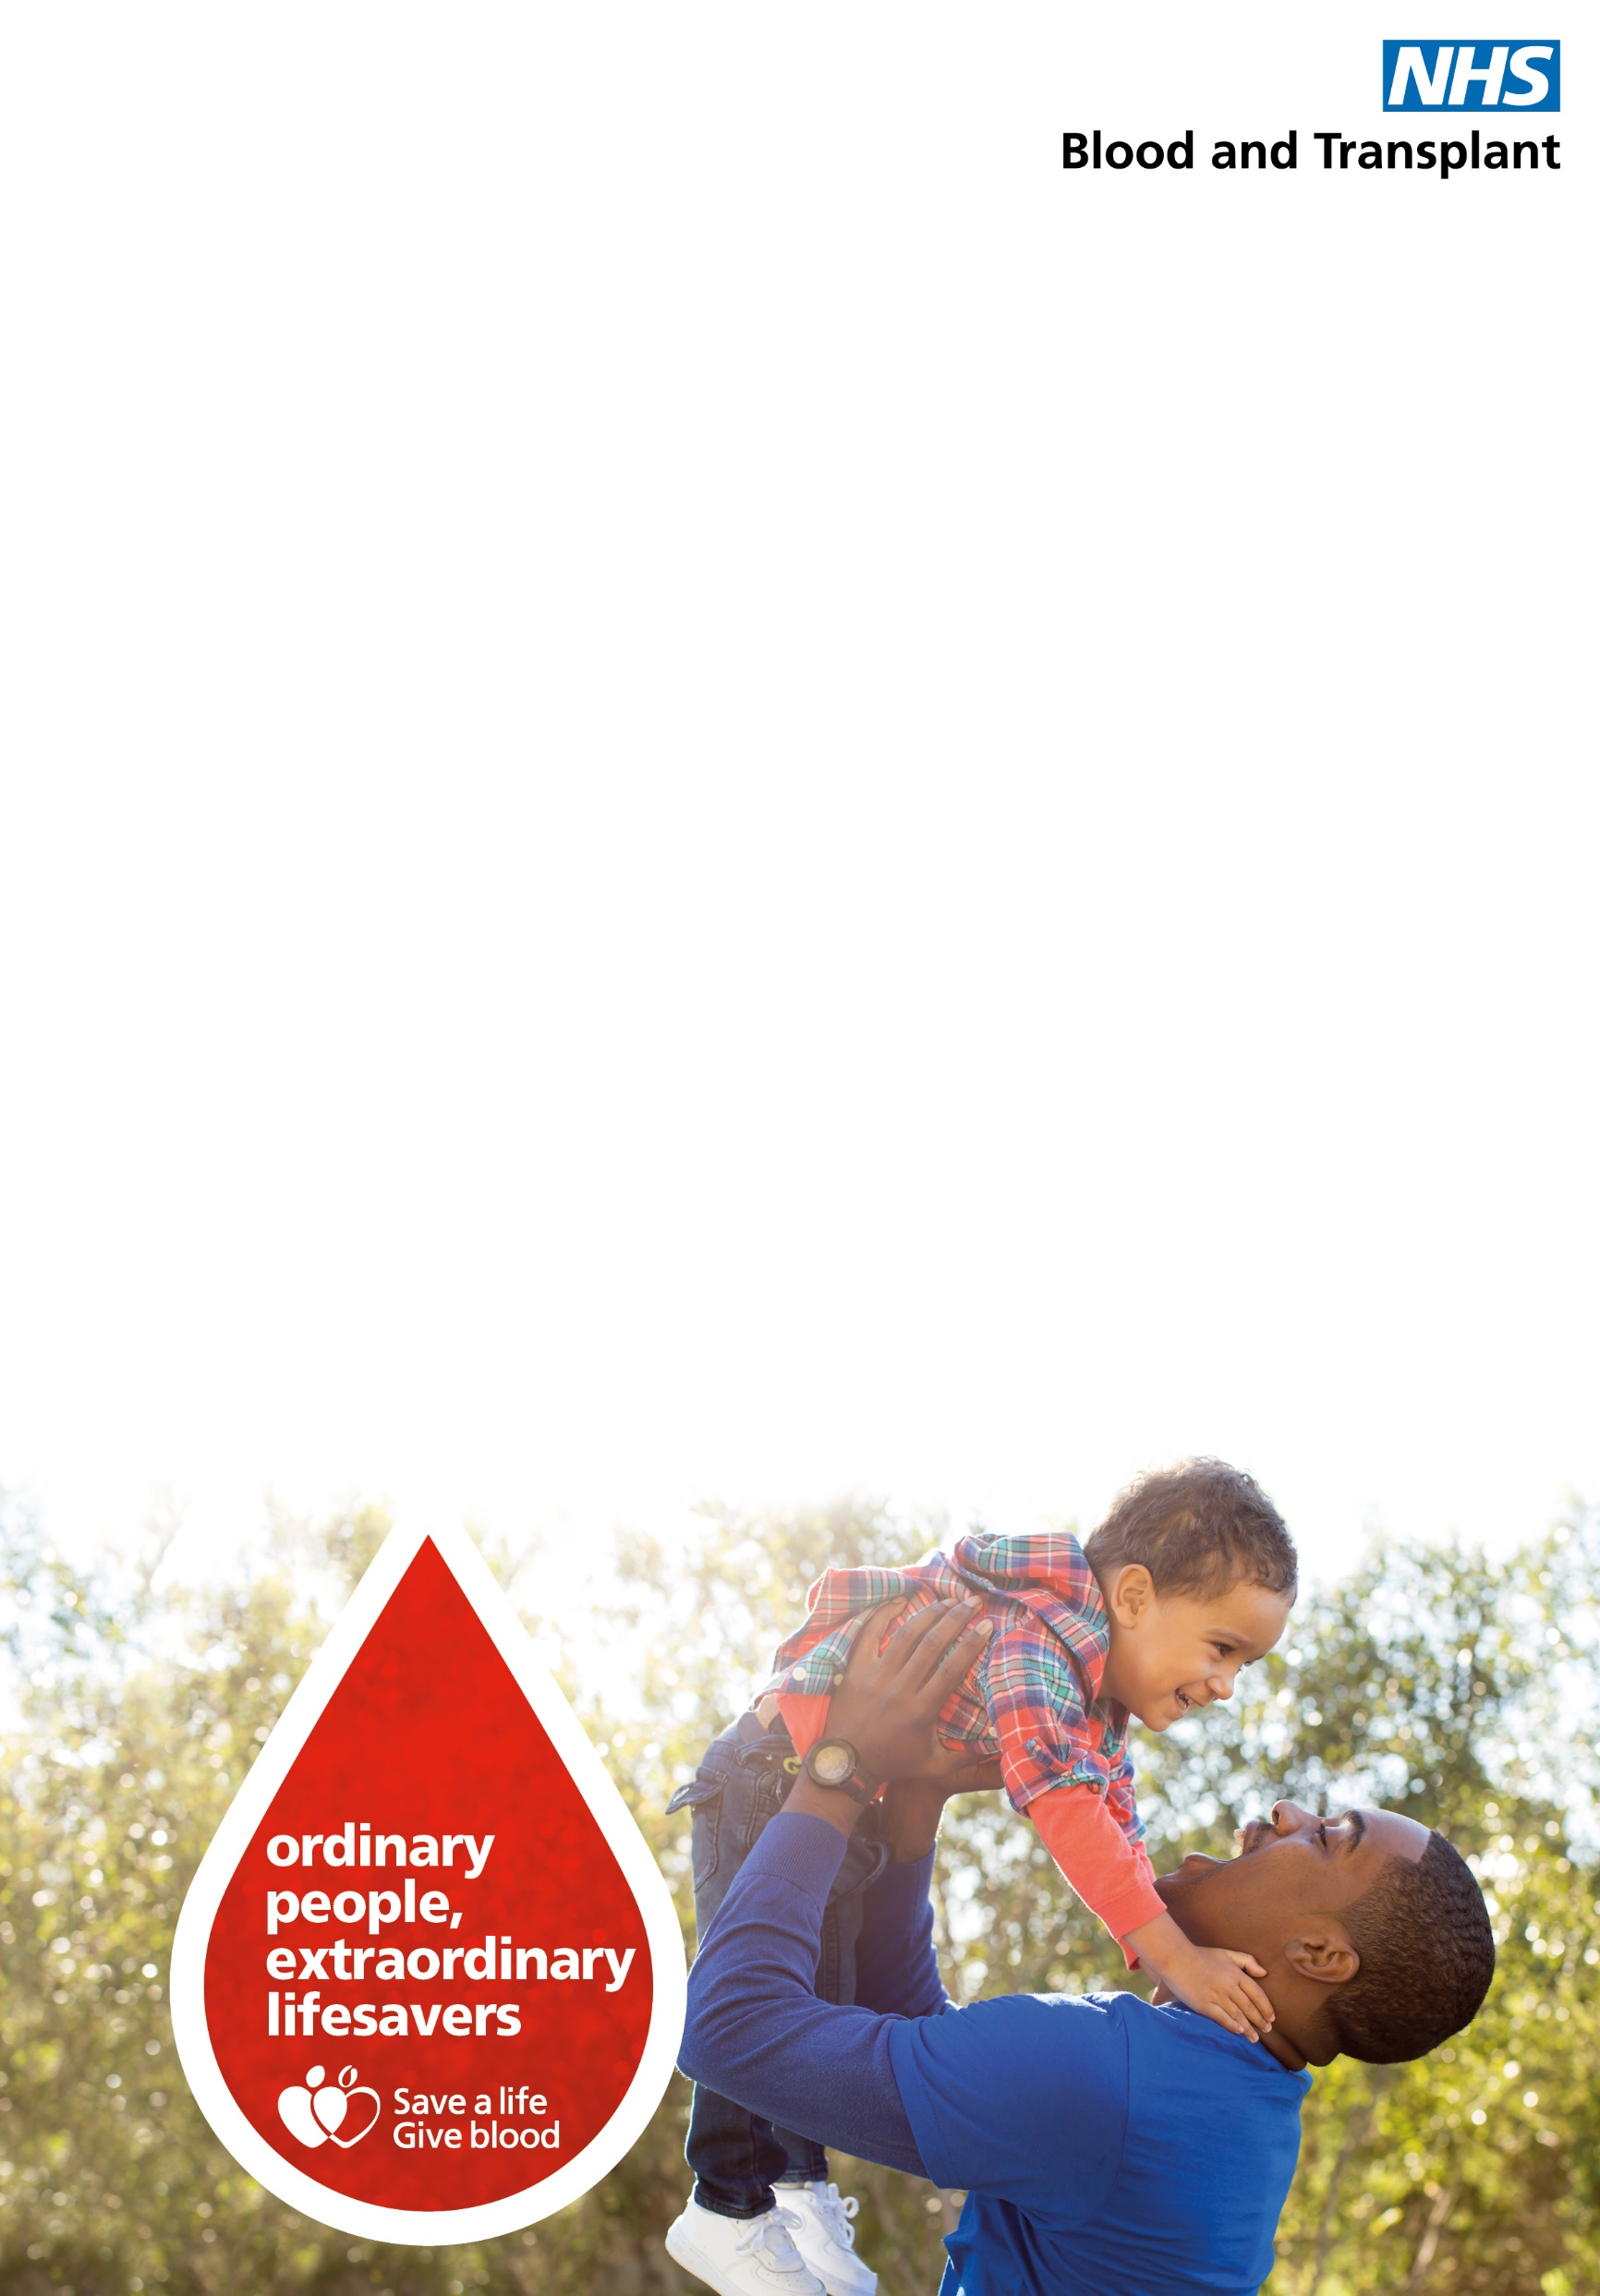 NHS
Blood and Transplant
ordinary
people,
extraordinary
lifesavers
Save a life
Give blood